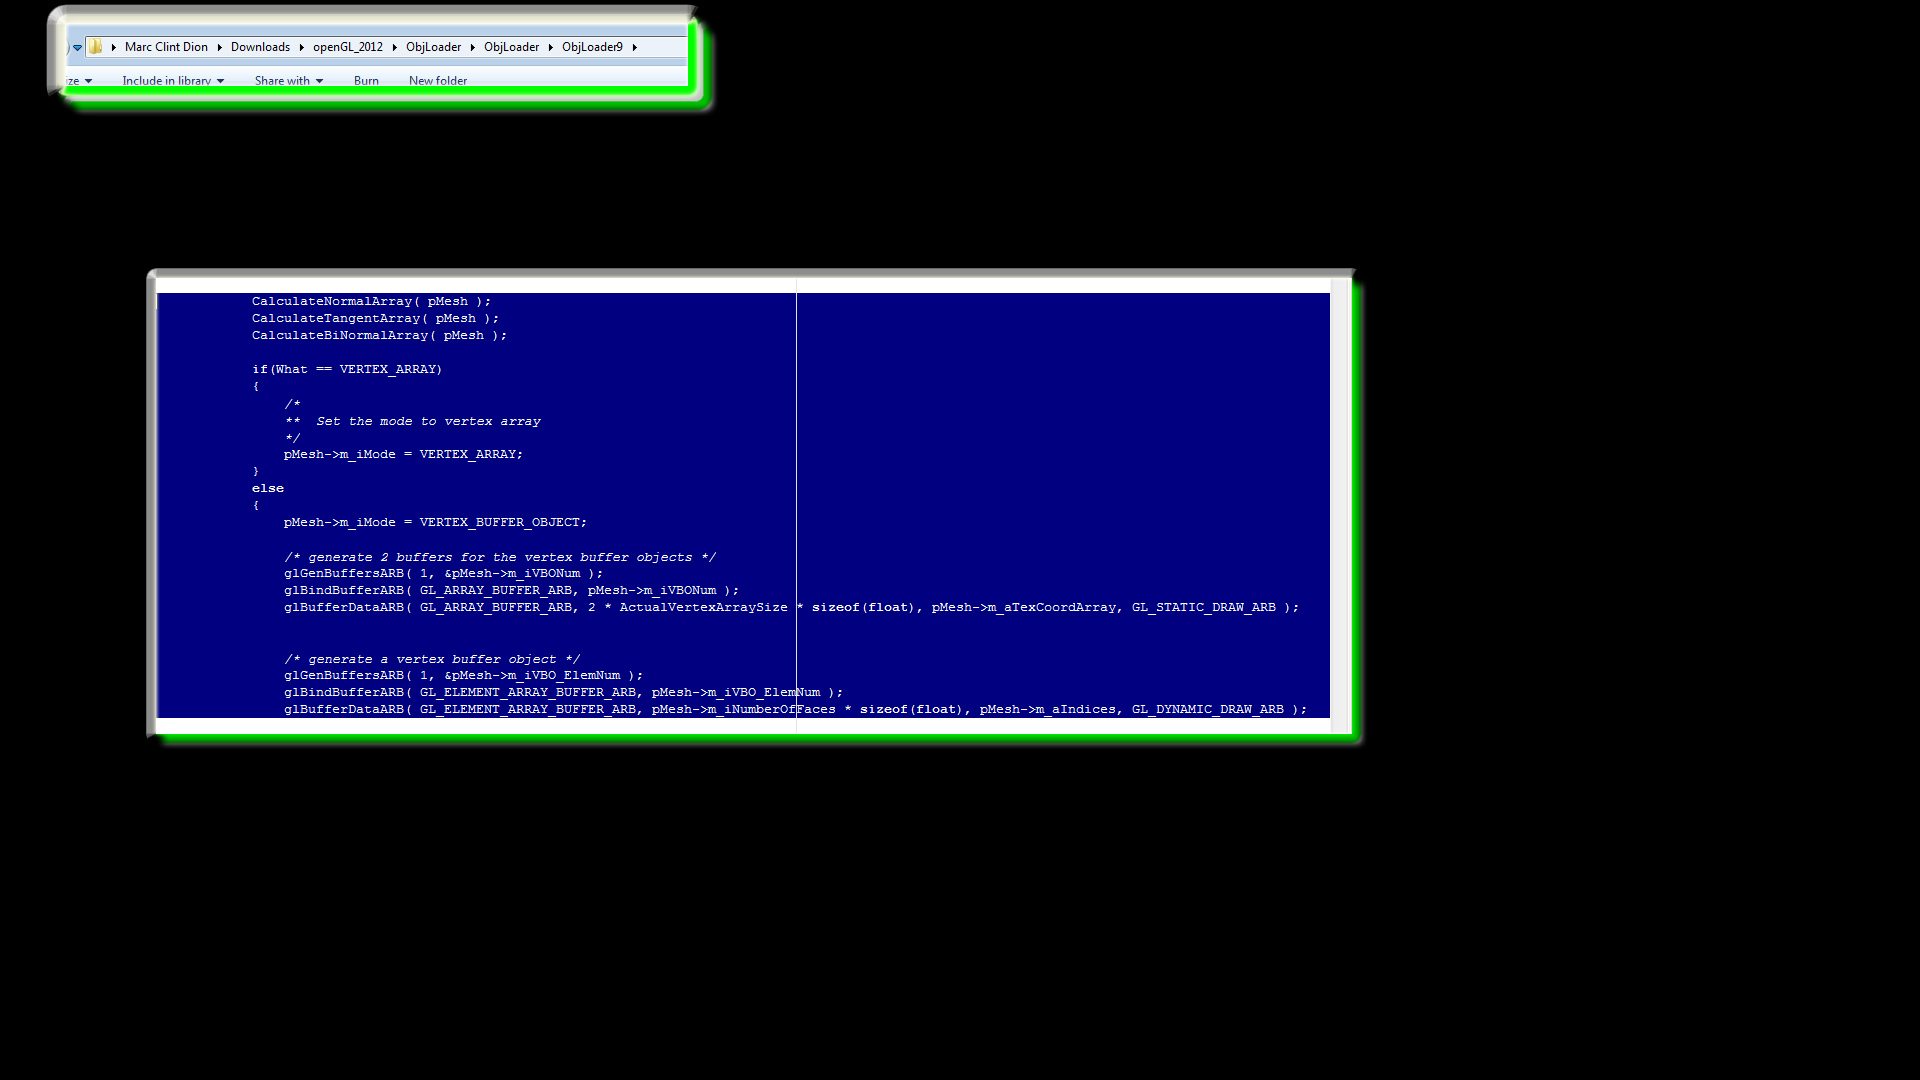 Marc Clint Dion Downloads openGL_2012 ObjLoader ObjLoader ObjLoader9
Include in library Share with Burn New folder
CalculateNormalArray( pMesh );
CalculateTangentArray( pMesh );
CalculateBiNormalArray( pMesh );
if(What == VERTEX_ARRAY)
{
/*
** Set the mode to vertex array
*/
pMesh->m_iMode = VERTEX_ARRAY;
}
else
{
pMesh->m_iMode = VERTEX_BUFFER_OBJECT;
/* generate 2 buffers for the vertex buffer objects */
glGenBuffersARB( 1, &pMesh->m_iVBONum );
glBindBufferARB( GL_ARRAY_BUFFER_ARB, pMesh->m_iVBONum );
glBufferDataARB( GL_ARRAY_BUFFER_ARB, 2 * ActualVertexArraySize * sizeof(float), pMesh->m_aTexCoordArray, GL_STATIC_DRAW_ARB );
/* generate a vertex buffer object */
glGenBuffersARB( 1, &pMesh->m_iVBO_ElemNum );
glBindBufferARB( GL_ELEMENT_ARRAY_BUFFER_ARB, pMesh->m_iVBO_ElemNum );
glBufferDataARB( GL_ELEMENT_ARRAY_BUFFER_ARB, pMesh->m_iNumberOfFaces * sizeof(float), pMesh->m_aIndices, GL_DYNAMIC_DRAW_ARB );